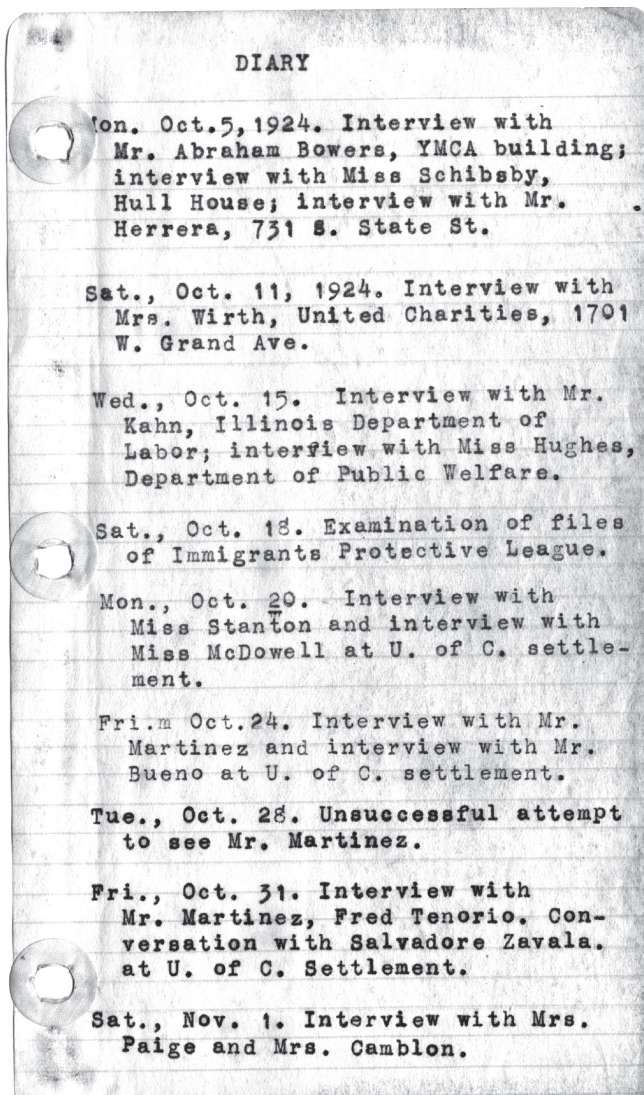 DIARY
Mon. Oct.5,1924. Interview with
Mr. Abraham Bowers, YMCA building;
interview with Miss Schibsby,
Hull House; interview with Mr.
Herrera, 731 S. State St.
Sat., Oct. 11, 1924. Interview with
Mrs. Wirth, United Charities, 1701
W. Grand Ave.
Wed., Oct. 15. Interview with Mr.
Kahn, Illinois Department of
Labor; interview with Miss Hughes,
Department of Public Welfare.
Sat., Oct. 18. Examination of files
of Immigrants Protective League.
Mon., Oct. 20. Interview with
Miss Stanton and interview with
Miss McDowell at U. of C. settle-
ment.
Fri.m Oct.24. Interview with Mr.
Martinez and interview with Mr.
Bueno at U. of C. settlement.
Tue., Oct. 28. Unsuccessful attempt
to see Mr. Martinez.
Fri., Oct. 31. Interview with
Mr. Martinez, Fred Tenorio. Con-
versation with Salvadore Zavala.
at U. of C. Settlement.
Sat., Nov. 1. Interview with Mrs.
Paige and Mrs. Camblon.